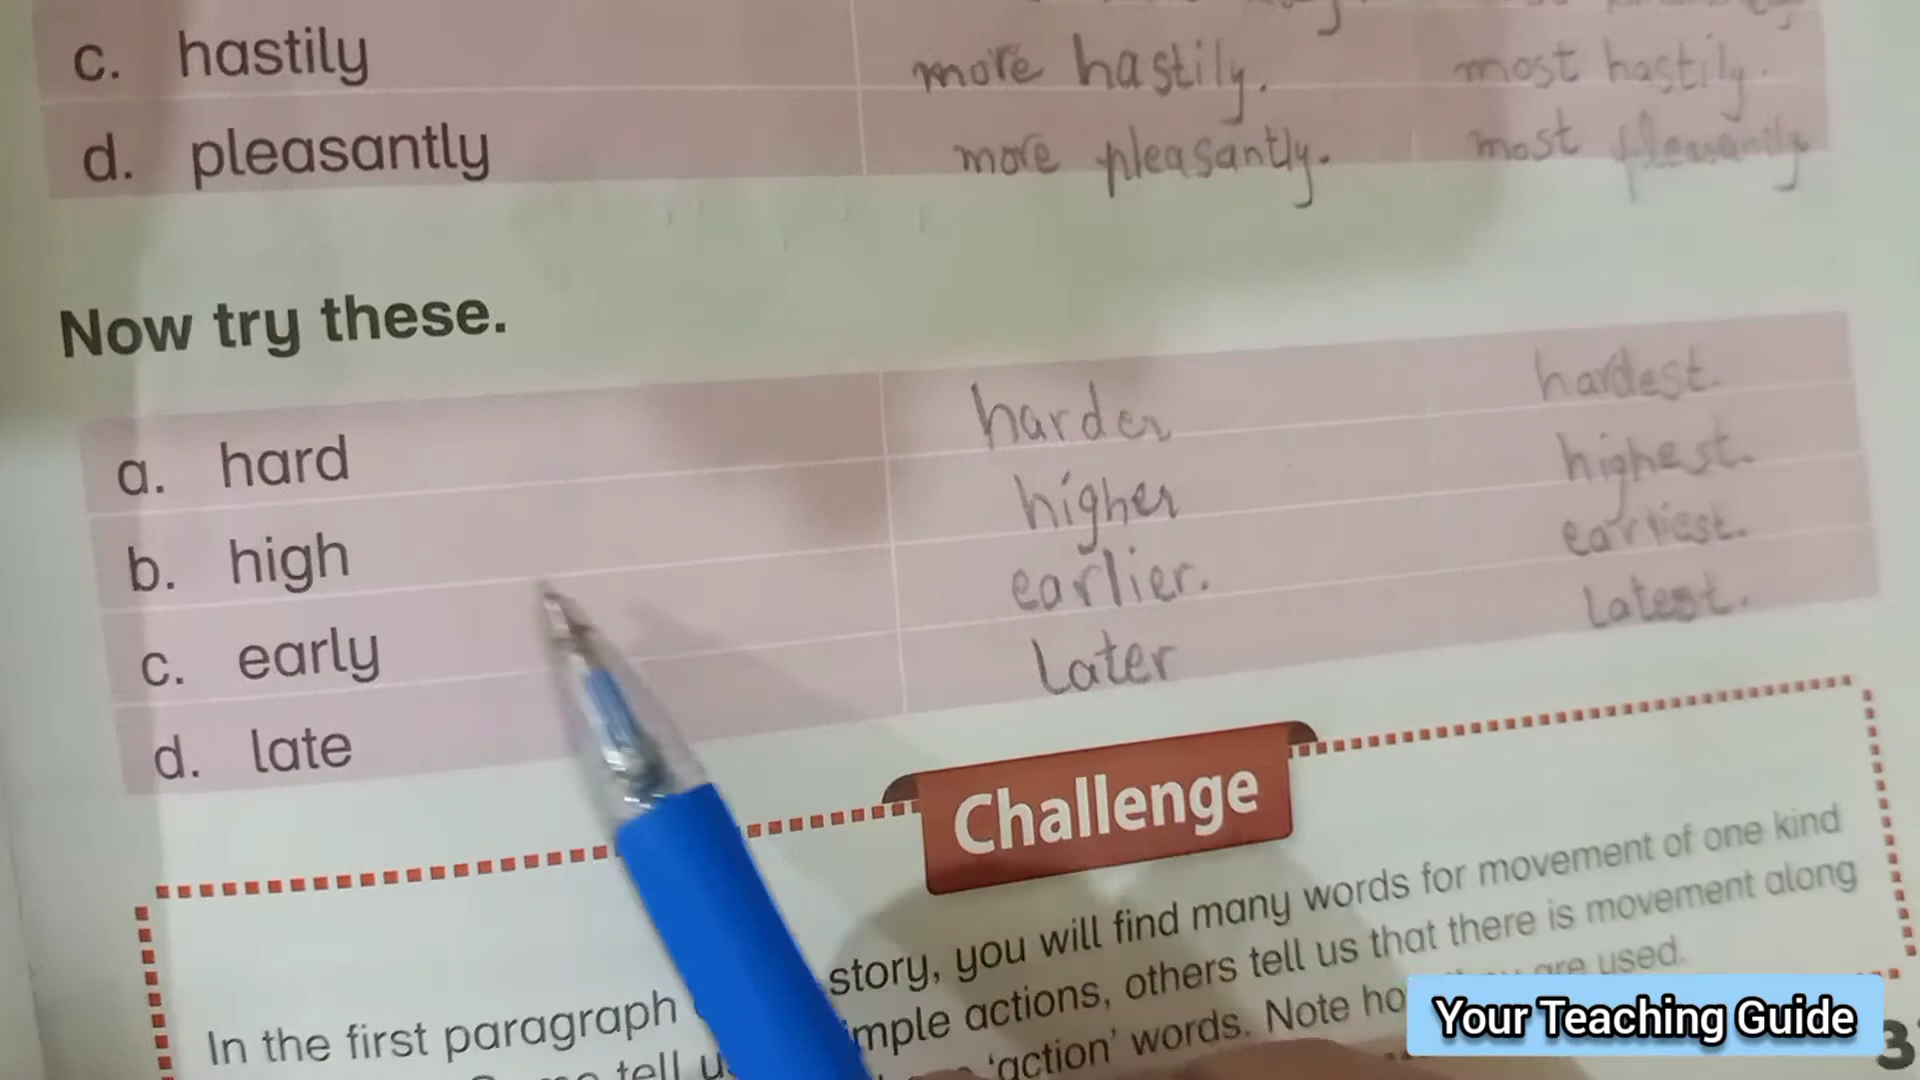 c. hastily more hastily. most hastily.
d. pleasantly more pleasantly. most pleasantly
Now try these.
a. hard harder hardest.
b. high higher highest.
c. early earlier. earliest.
d. late Later Latest.
Challenge
In the first paragraph story, you will find many words for movement of one kind
tell imple actions, others tell us that there is movement along
'action' words. Note are used.
Your Teaching Guide
3